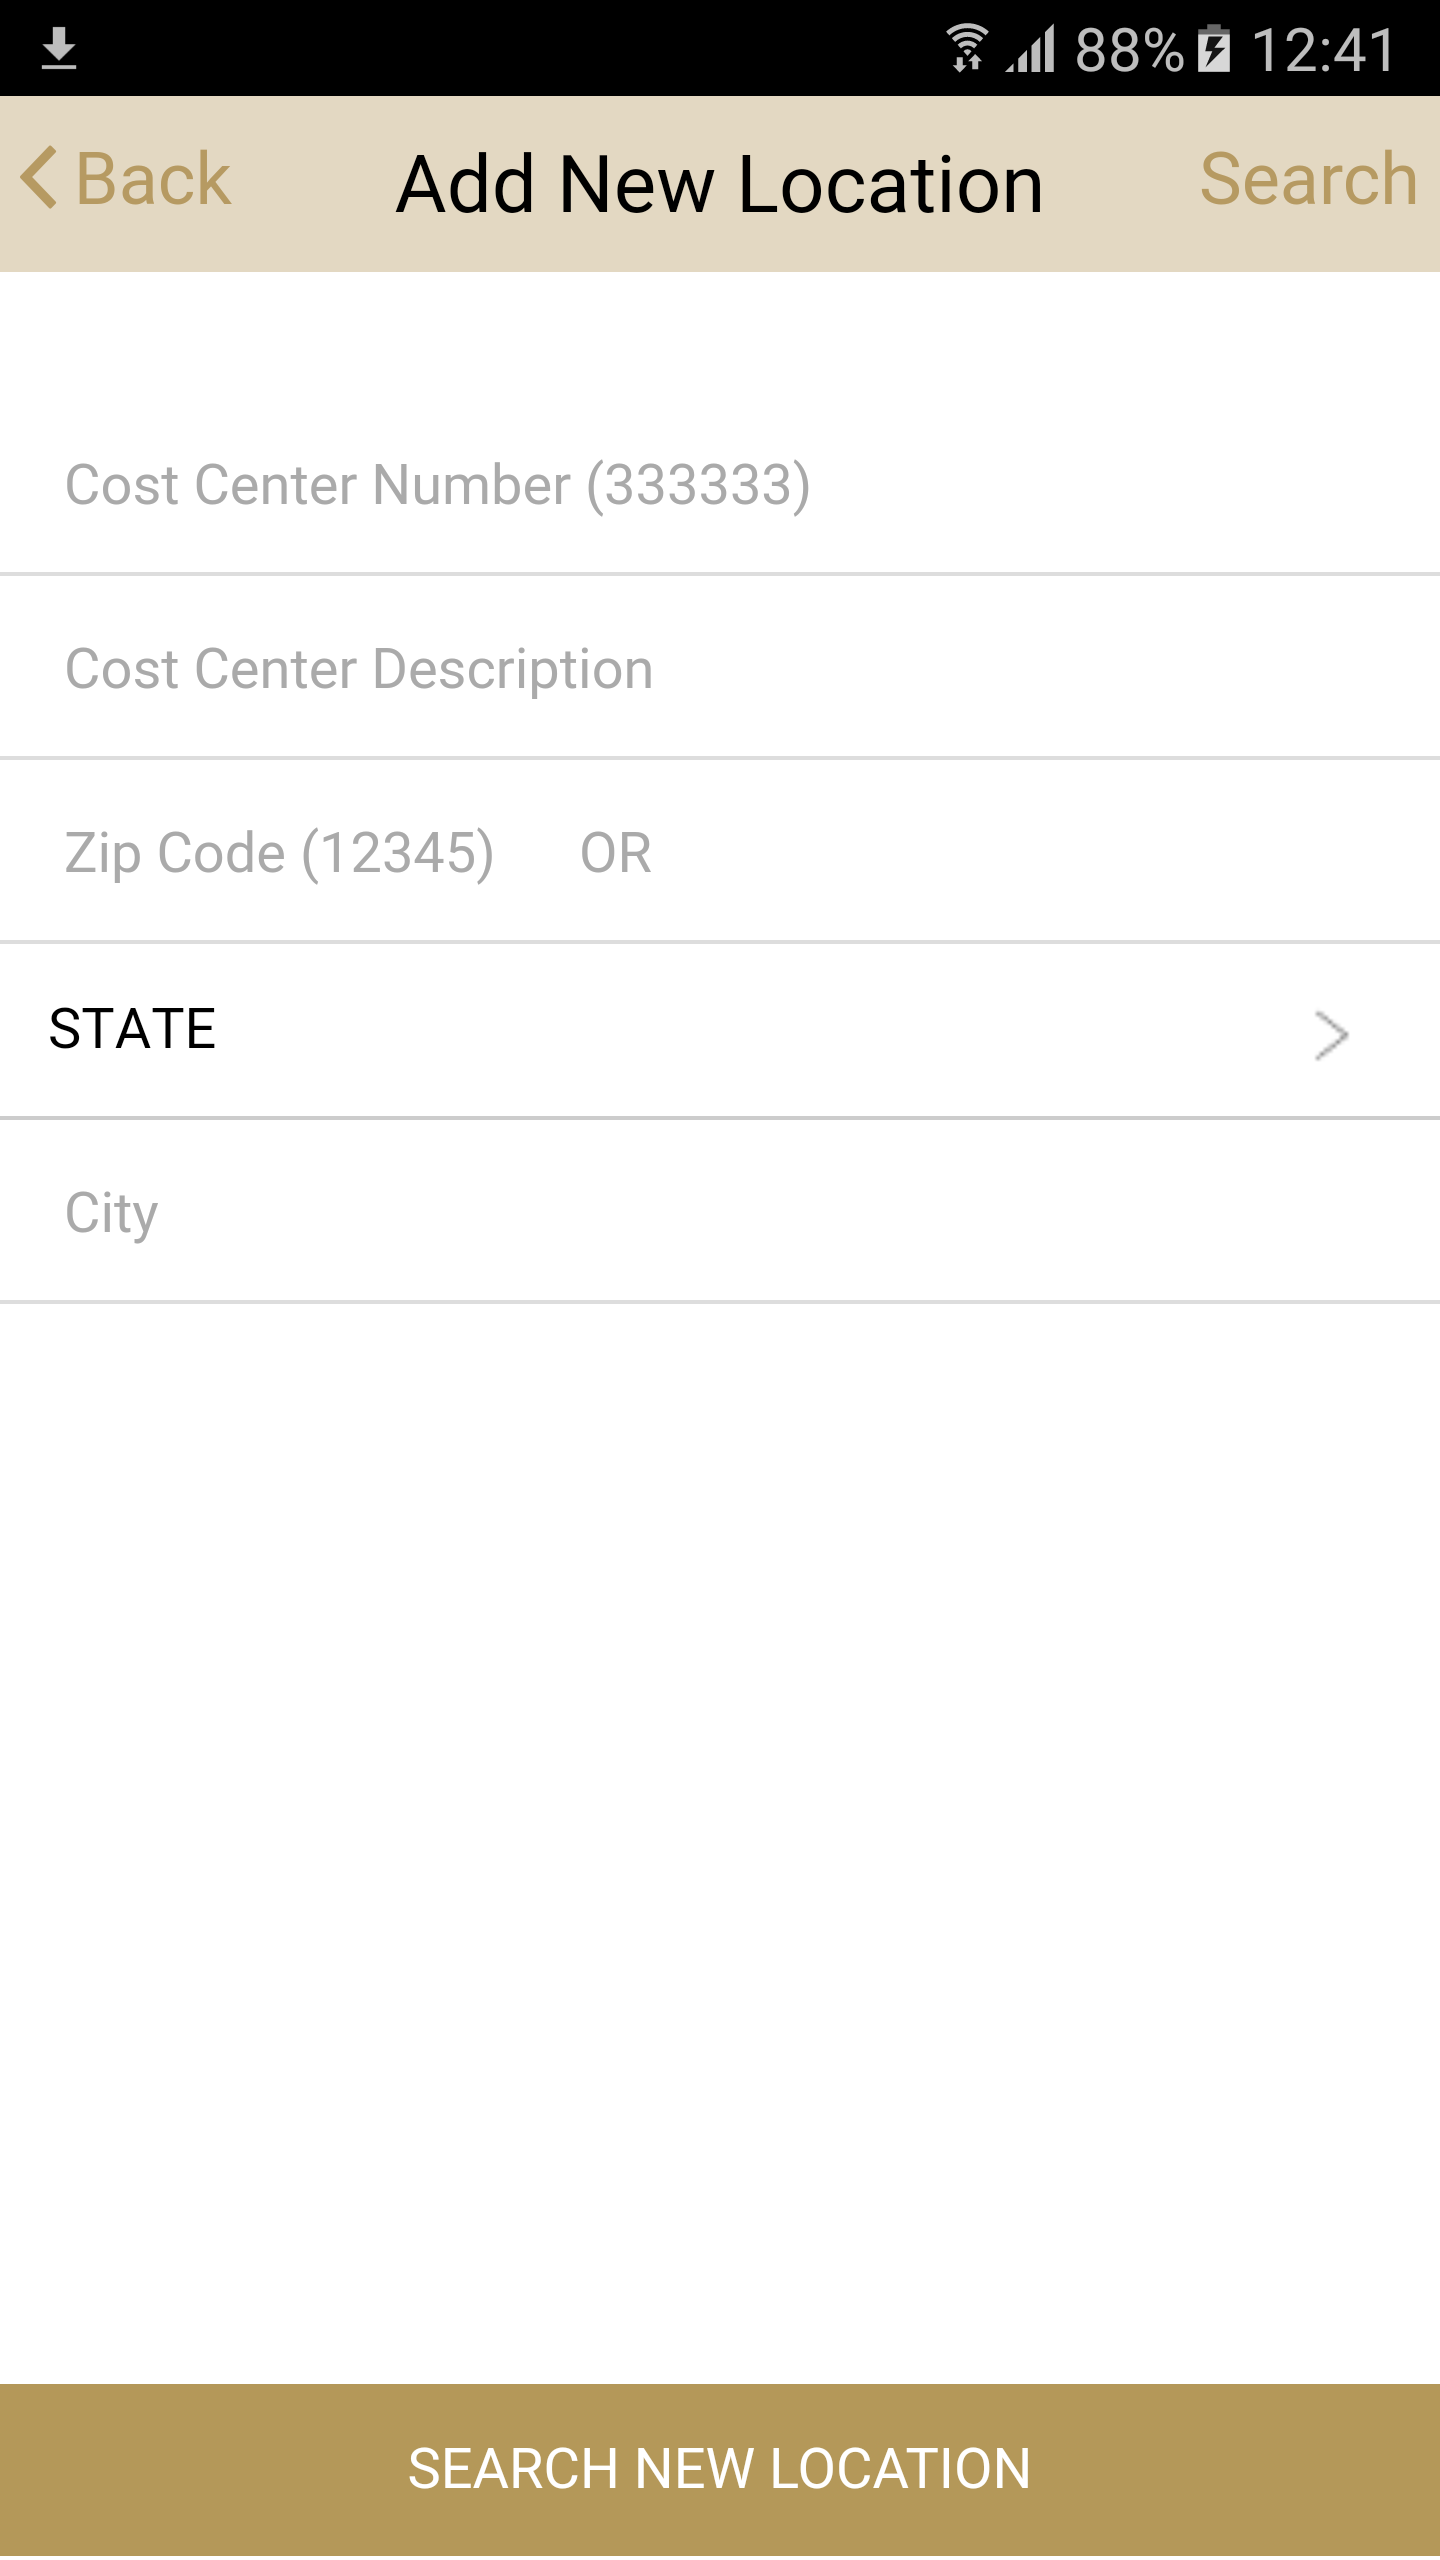 88% 12:41
Back Add New Location Search
Cost Center Number (333333)
Cost Center Description
Zip Code (12345) OR
STATE
City
SEARCH NEW LOCATION